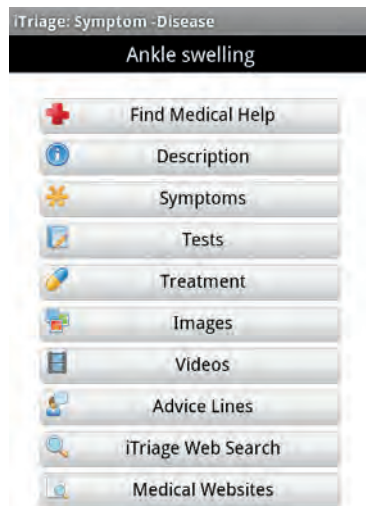 iTriage: Symptom -Disease
Ankle swelling
Find Medical Help
Description
Symptoms
Tests
Treatment
Images
Videos
Advice Lines
iTriage Web Search
Medical Websites